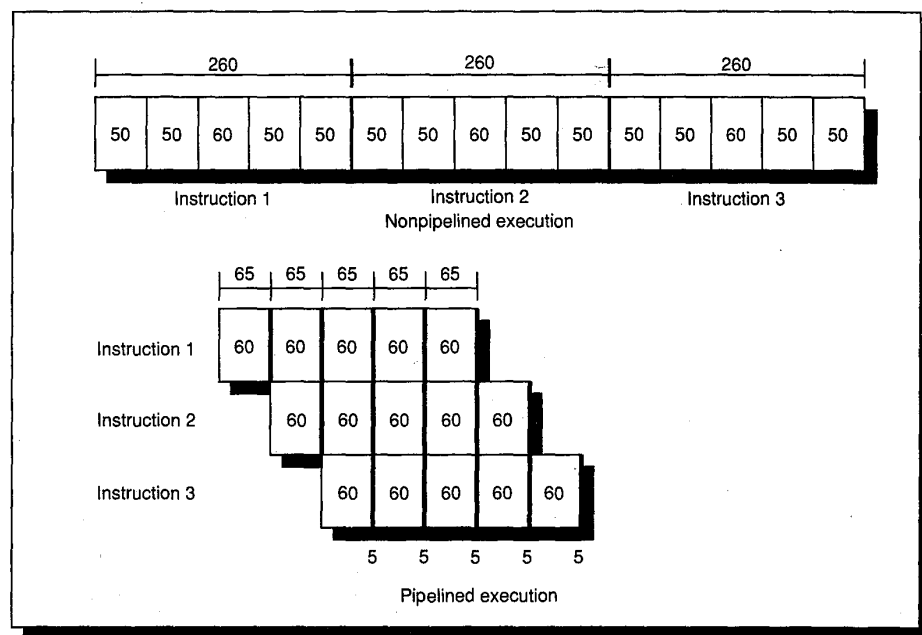 260 260 260
50 50 60 50 50 50 50 60 50 50 50 50 60 50 50
Instruction 1 Instruction 2 Instruction 3
Nonpipelined execution
65 65 65 65 65
Instruction 1 60 60 60 60 60
Instruction 2 60 60 60 60 60
Instruction 3 60 60 60 60 60
5 5 5 5 5
Pipelined execution